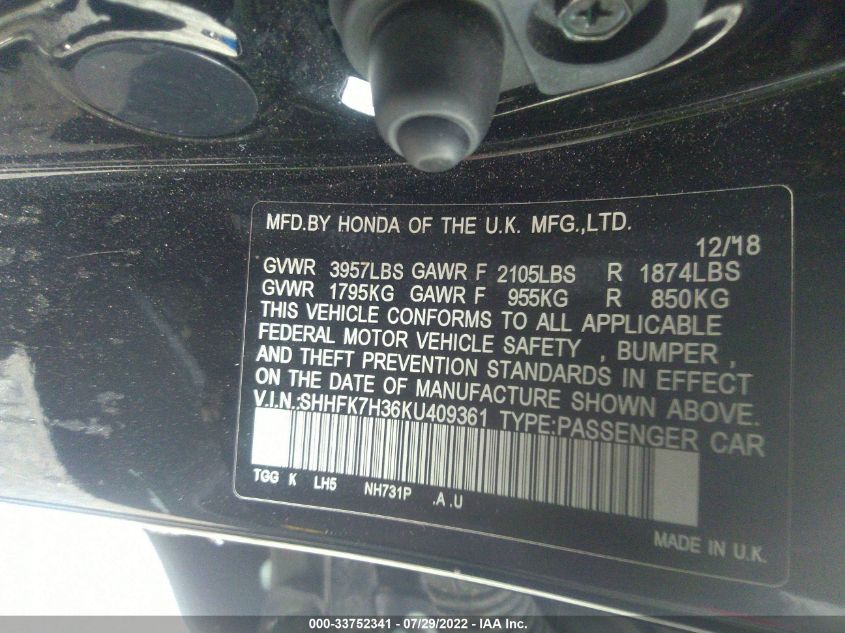 MFD.BY HONDA OF THE U.K. MFG.,LTD.
12/18
GVWR 3957LBS GAWR F 2105LBS R 1874LBS
GVWR 1795KG GAWR F 955KG R 850KG
THIS VEHICLE CONFORMS TO ALL APPLICABLE
FEDERAL MOTOR VEHICLE SAFETY , BUMPER ,
AND THEFT PREVENTION STANDARDS IN EFFECT
ON THE DATE OF MANUFACTURE SHOWN ABOVE.
V.I.N.:SHHFK7H36KU409361 TYPE:PASSENGER CAR
TGG K LH5 NH731P .A .U
MADE IN U.K.
000-33752341 - 07/29/2022 - IAA Inc.